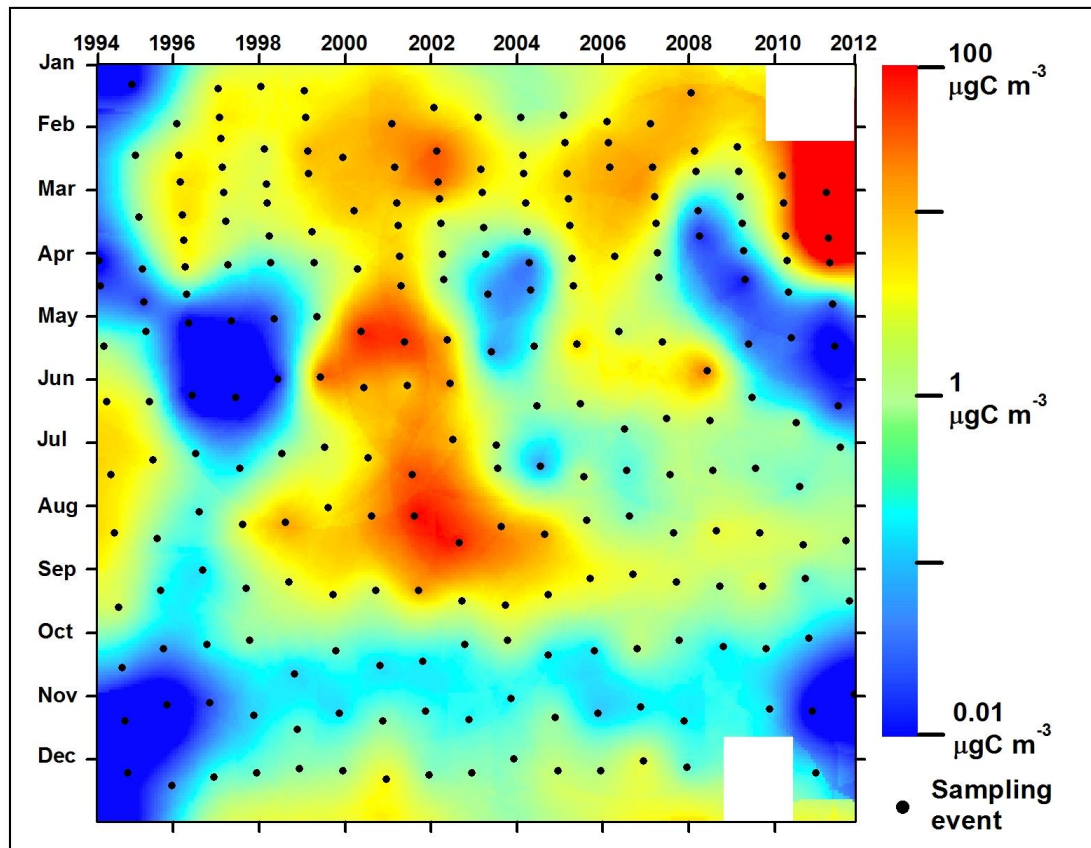 1994 1996 1998 2000 2002 2004 2006 2008 2010 2012
Jan
Feb
Mar
Apr
May
Jun
Jul
Aug
Sep
Oct
Nov
Dec
100
µgC m-3
1
µgC m-3
0.01
µgC m-3
Sampling
event